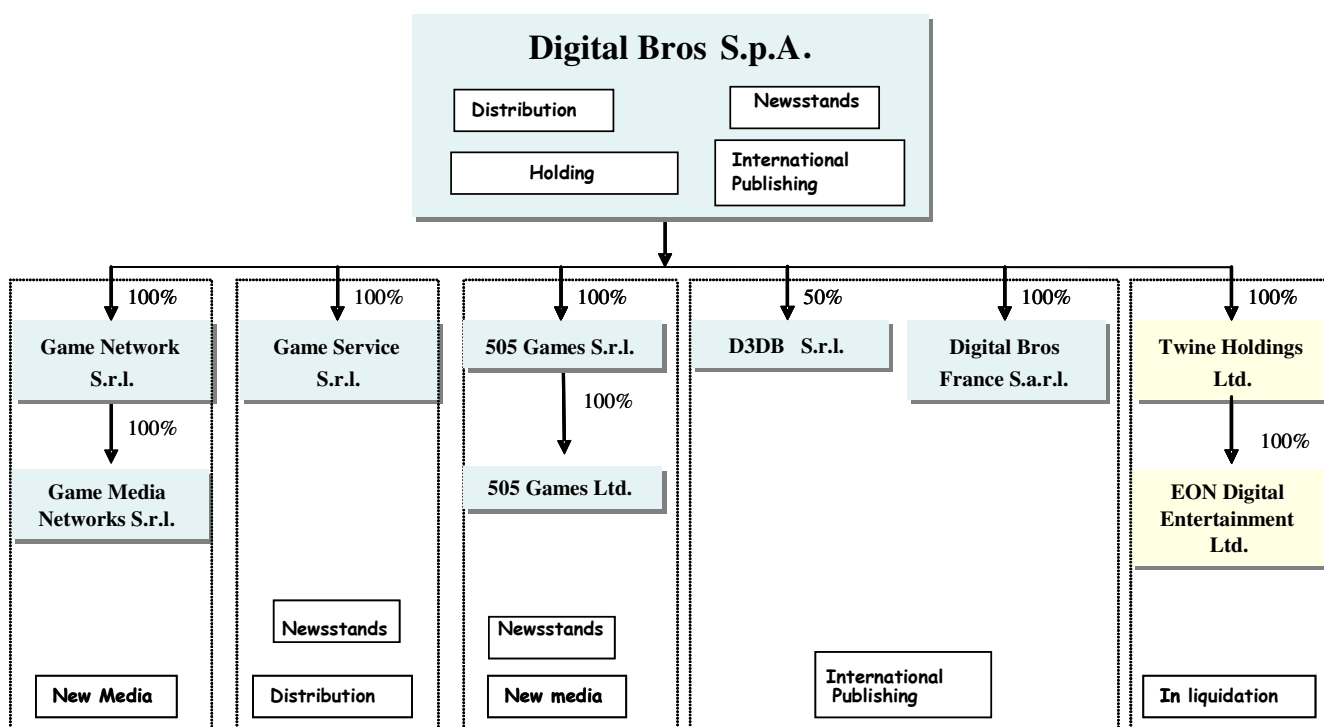 Digital Bros S.p.A.
Distribution
Newsstands
Holding
International
Publishing
100%
100%
100%
50%
100%
100%
Game Network
S.r.l.
Game Service
S.r.l.
505 Games S.r.l.
D3DB S.r.l.
Digital Bros
France S.a.r.l.
Twine Holdings
Ltd.
100%
100%
100%
Game Media
Networks S.r.l.
505 Games Ltd.
EON Digital
Entertainment
Ltd.
Newsstands
Newsstands
New Media
Distribution
New media
International
Publishing
In liquidation